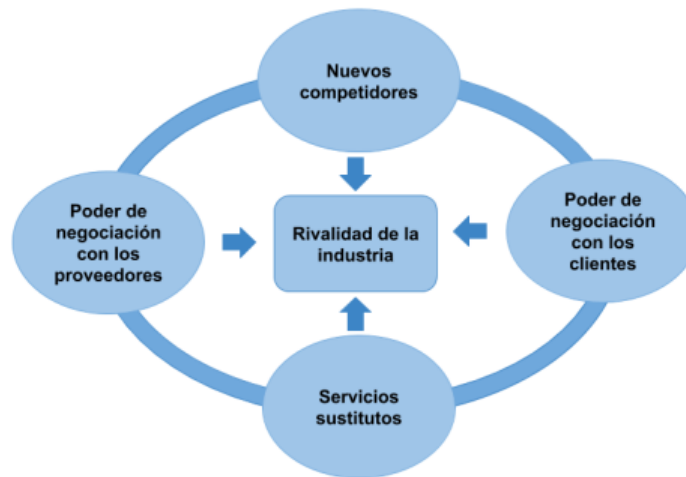 Nuevos
competidores
Poder de
negociación
con los
proveedores
Rivalidad de la
industria
Poder de
negociación
con los
clientes
Servicios
sustitutos